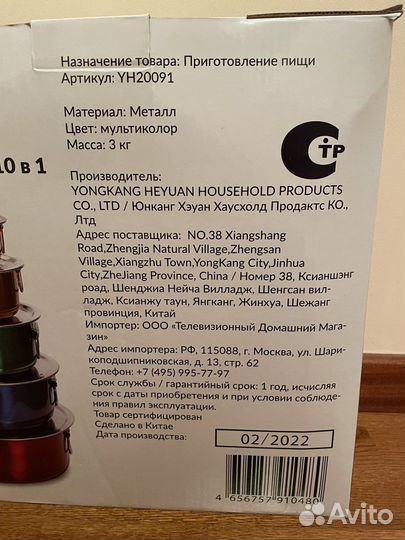 Назначение товара: Приготовление пищи
Артикул: YH20091
Материал: Металл
Цвет: мультиколор
Масса: 3 кг
СТР
10 в 1
Производитель:
YONGKANG HEYUAN HOUSEHOLD PRODUCTS
CO., LTD / Юнканг Хэуан Хаусхолд Продактс КО.,
Лтд
Адрес поставщика: NO.38 Xiangshang
Road,Zhengjia Natural Village,Zhengsan
Village,Xiangzhu Town,YongKang City,Jinhua
City,ZheJiang Province, China / Номер 38, Ксианшэнг
роад, Шенджиа Нейча Вилладж, Шенгсан вил-
ладж, Ксианжу таун, Янгканг, Жинхуа, Шежанг
провинция, Китай
Импортер: ООО «Телевизионный Домашний Мага-
зин»
Адрес импортера: РФ, 115088, г. Москва, ул. Шари-
коподшипниковская, д. 13, стр. 62
Телефон: +7 (495) 995-77-97
Срок службы / гарантийный срок: 1 год, исчисляя
с даты приобретения и при условии соблюде-
ния правил эксплуатации.
Товар сертифицирован
Сделано в Китае
Дата производства:
02/2022
4 656757 910480
Avito